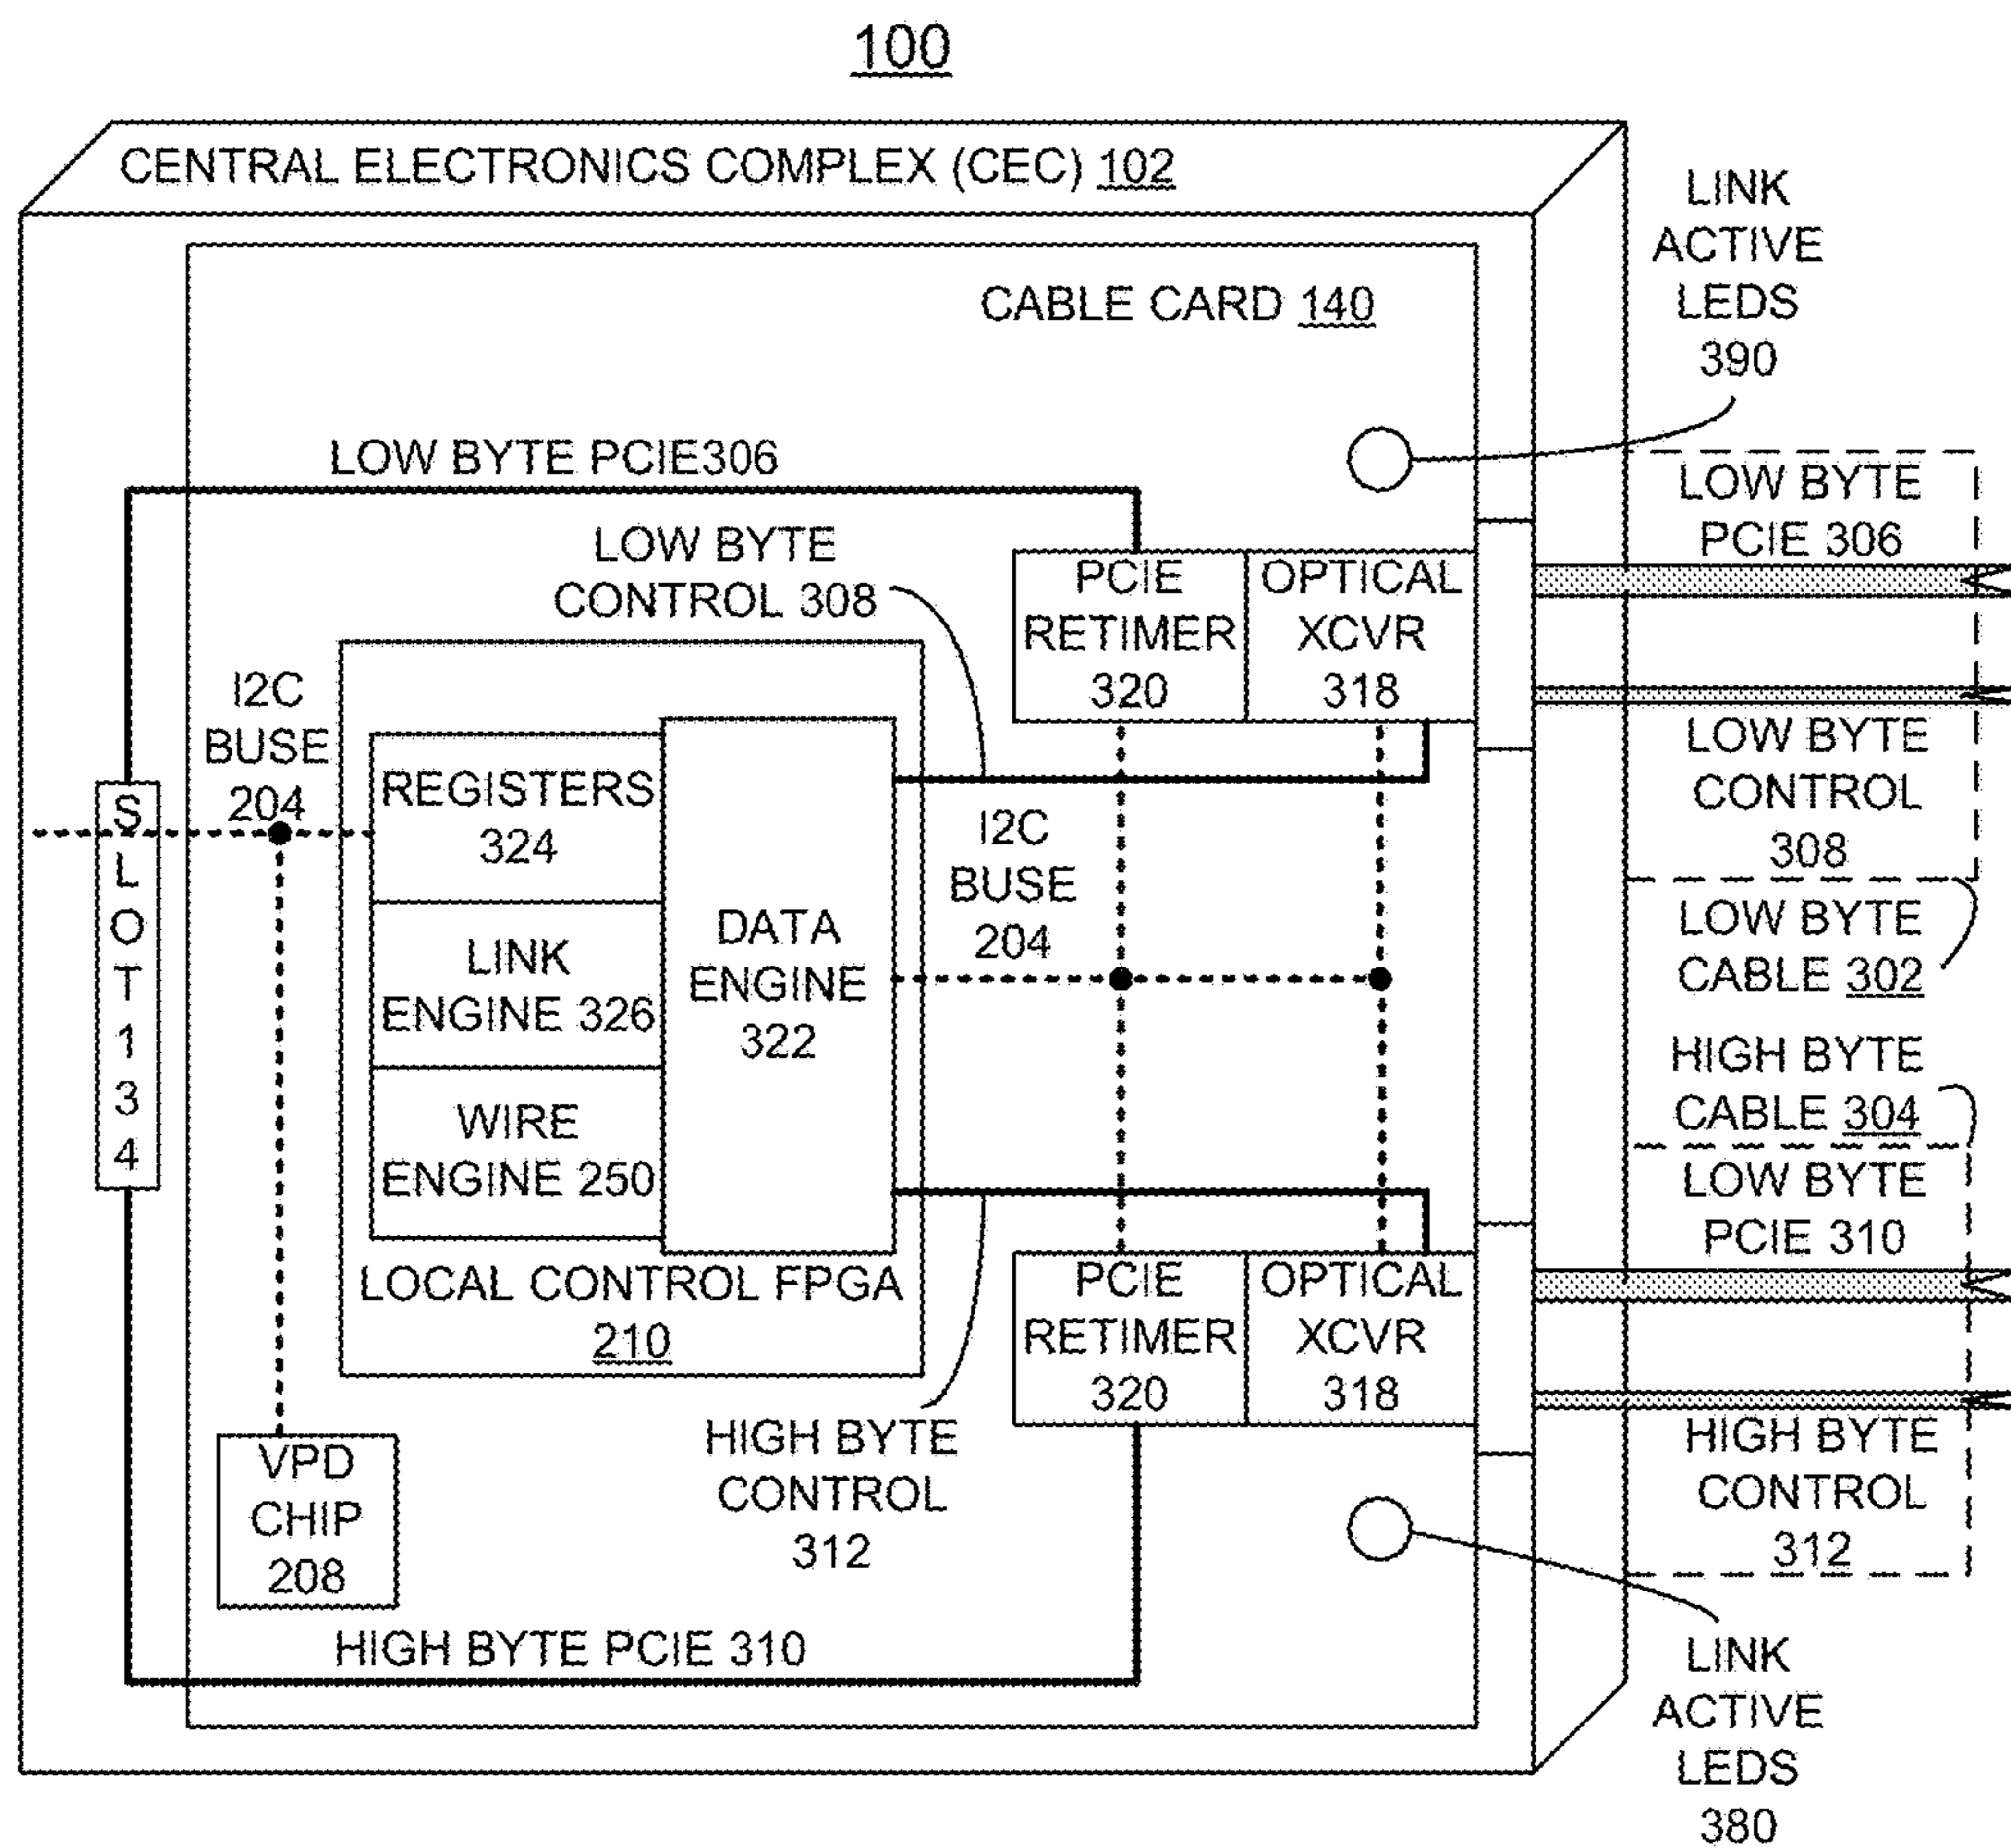 100
CENTRAL ELECTRONICS COMPLEX (CEC) 102
LINK
ACTIVE
LEDS
390
CABLE CARD 140
LOW BYTE PCIE306
LOW BYTE
CONTROL 308
LOW BYTE
PCIE 306
PCIE
RETIMER
320
OPTICAL
XCVR
318
I2C
BUSE
204
SLOT134
REGISTERS
324
LINK
ENGINE 326
WIRE
ENGINE 250
DATA
ENGINE
322
I2C
BUSE
204
LOW BYTE
CONTROL
308
LOW BYTE
CABLE 302
HIGH BYTE
CABLE 304
LOW BYTE
PCIE 310
LOCAL CONTROL FPGA
210
PCIE
RETIMER
320
OPTICAL
XCVR
318
HIGH BYTE
CONTROL
312
HIGH BYTE
CONTROL
312
VPD
CHIP
208
HIGH BYTE PCIE 310
LINK
ACTIVE
LEDS
380